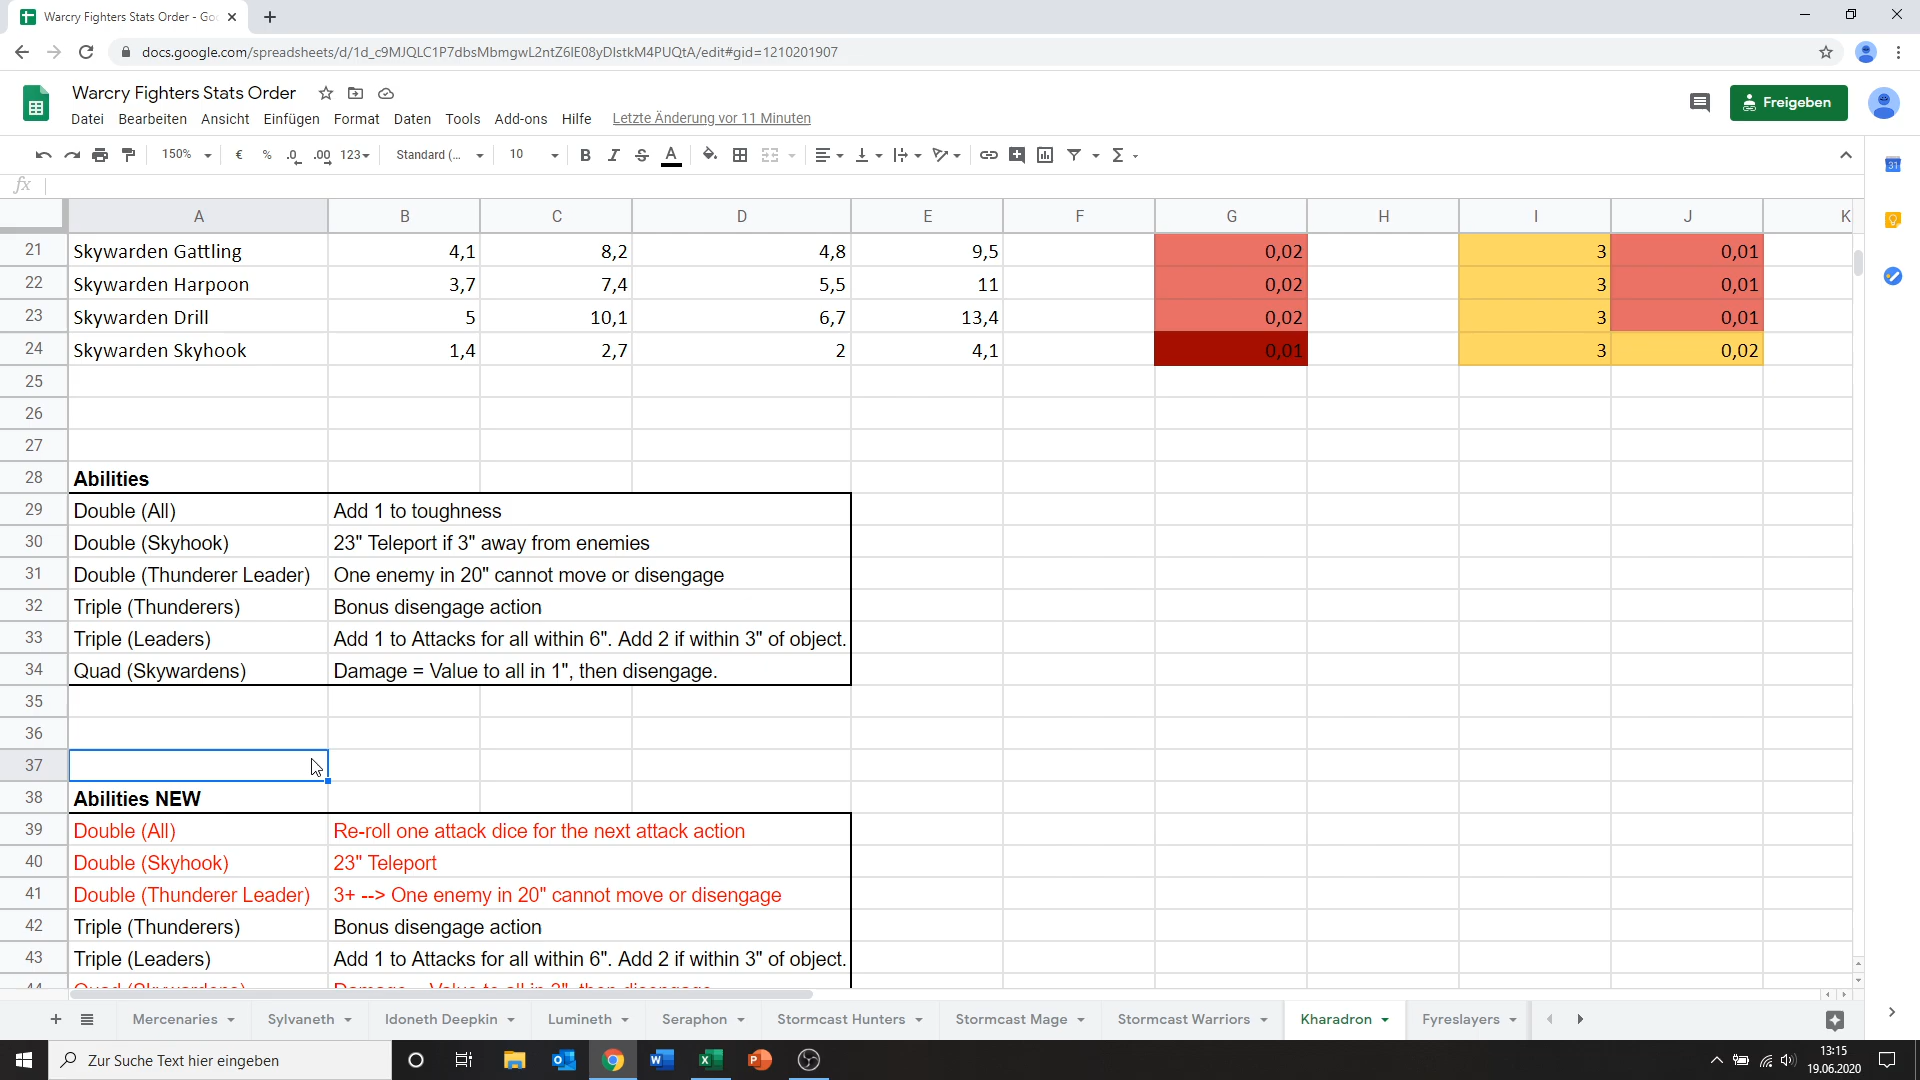 Warcry Fighters Stats Order - Goo
docs.google.com/spreadsheets/d/1d_c9MJQLC1P7dbsMbmgwL2ntZ6IE08yDIstkM4PUQtA/edit#gid=1210201907
Warcry Fighters Stats Order
Datei Bearbeiten Ansicht Einfügen Format Daten Tools Add-ons Hilfe Letzte Änderung vor 11 Minuten
Freigeben
150% € % .0 .00 123 Standard (... 10 B I S A Σ
31
fx
A B C D E F G H I J K
21 Skywarden Gattling 4,1 8,2 4,8 9,5 0,02 3 0,01
22 Skywarden Harpoon 3,7 7,4 5,5 11 0,02 3 0,01
23 Skywarden Drill 5 10,1 6,7 13,4 0,02 3 0,01
24 Skywarden Skyhook 1,4 2,7 2 4,1 0,01 3 0,02
25
26
27
28 Abilities
29 Double (All) Add 1 to toughness
30 Double (Skyhook) 23" Teleport if 3" away from enemies
31 Double (Thunderer Leader) One enemy in 20" cannot move or disengage
32 Triple (Thunderers) Bonus disengage action
33 Triple (Leaders) Add 1 to Attacks for all within 6". Add 2 if within 3" of object.
34 Quad (Skywardens) Damage = Value to all in 1", then disengage.
35
36
37
38 Abilities NEW
39 Double (All) Re-roll one attack dice for the next attack action
40 Double (Skyhook) 23" Teleport
41 Double (Thunderer Leader) 3+ --> One enemy in 20" cannot move or disengage
42 Triple (Thunderers) Bonus disengage action
43 Triple (Leaders) Add 1 to Attacks for all within 6". Add 2 if within 3" of object.
44 Quad (Skywardens) Damage = Value to all in 3", then disengage
Mercenaries Sylvaneth Idoneth Deepkin Lumineth Seraphon Stormcast Hunters Stormcast Mage Stormcast Warriors Kharadron Fyreslayers
Zur Suche Text hier eingeben
13:15
19.06.2020